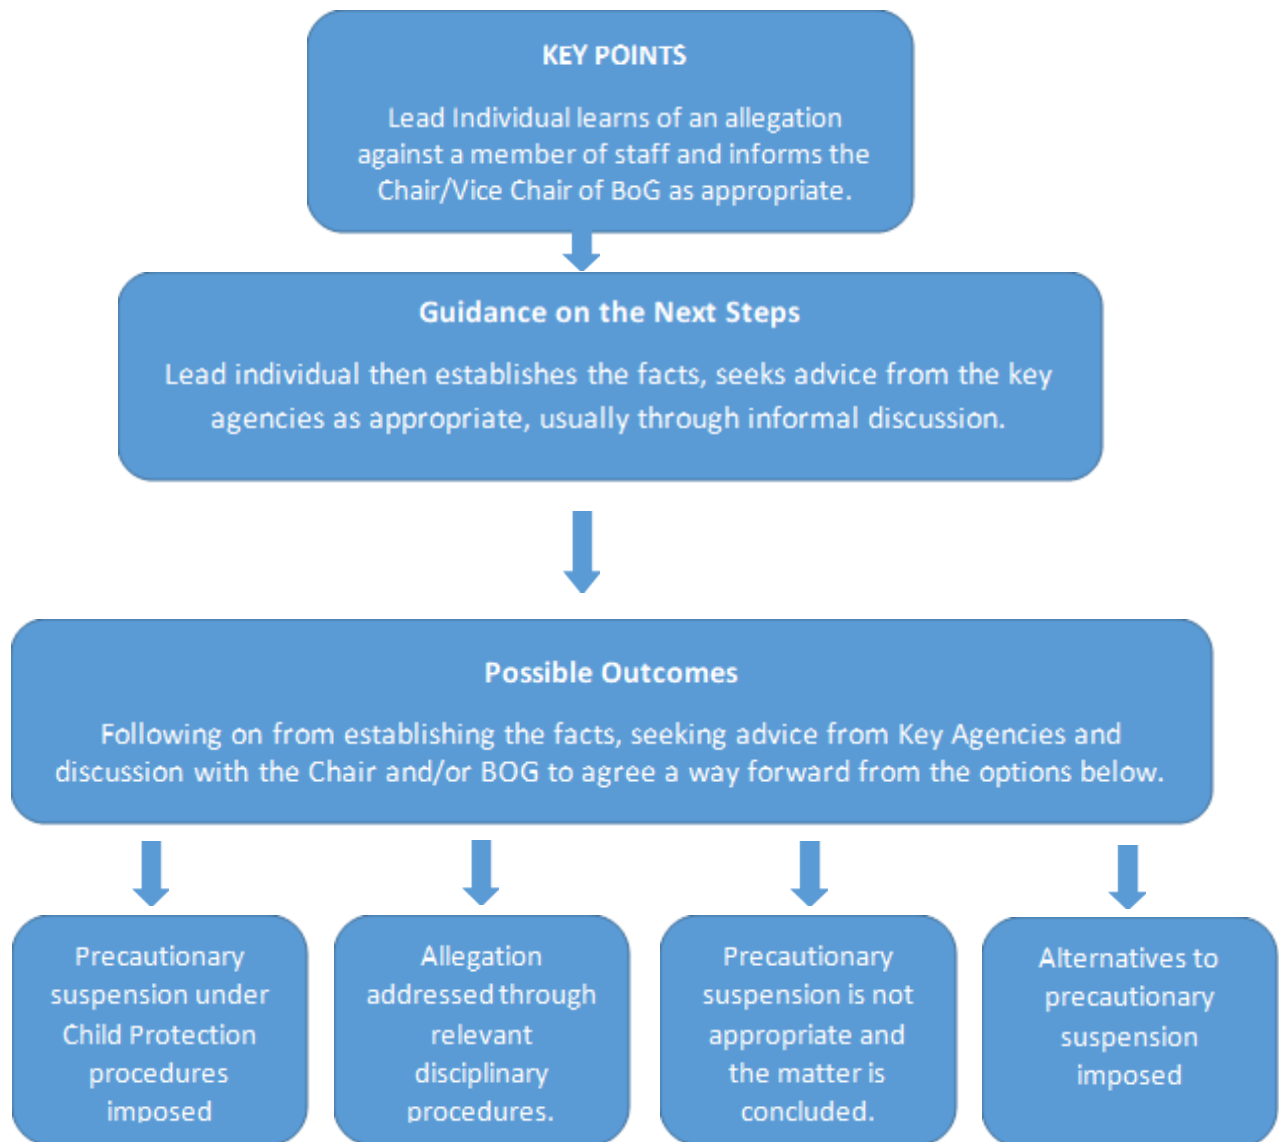 KEY POINTS
Lead Individual learns of an allegation
against a member of staff and informs the
Chair/Vice Chair of BoG as appropriate.
Guidance on the Next Steps
Lead individual then establishes the facts, seeks advice from the key
agencies as appropriate, usually through informal discussion.
Possible Outcomes
Following on from establishing the facts, seeking advice from Key Agencies and
discussion with the Chair and/or BOG to agree a way forward from the options below.
Precautionary
suspension under
Child Protection
procedures
imposed
Allegation
addressed through
relevant
disciplinary
procedures.
Precautionary
suspension is not
appropriate and
the matter is
concluded.
Alternatives to
precautionary
suspension
imposed